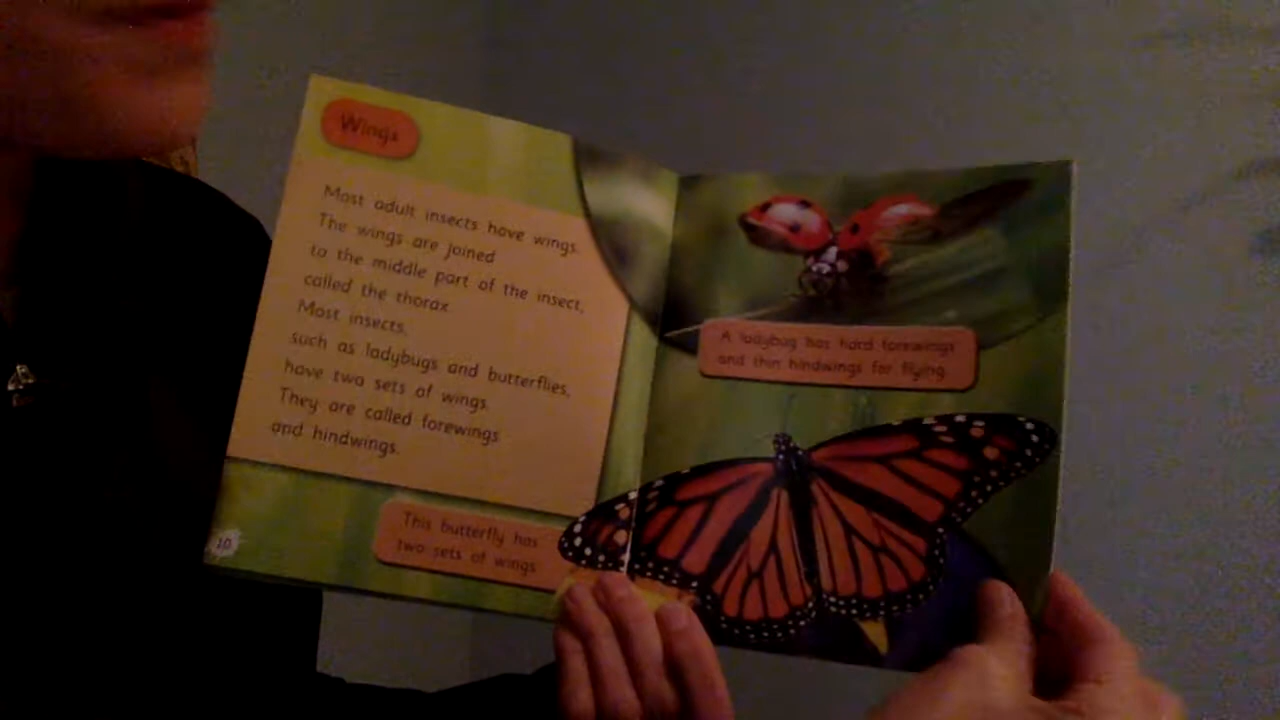 Wings
Most adult insects have wings.
The wings are joined
to the middle part of the insect,
called the thorax.
Most insects,
such as ladybugs and butterflies,
have two sets of wings.
They are called forewings
and hindwings.
This butterfly has
two sets of wings.
10
A ladybug has hard forewings
and thin hindwings for flying.